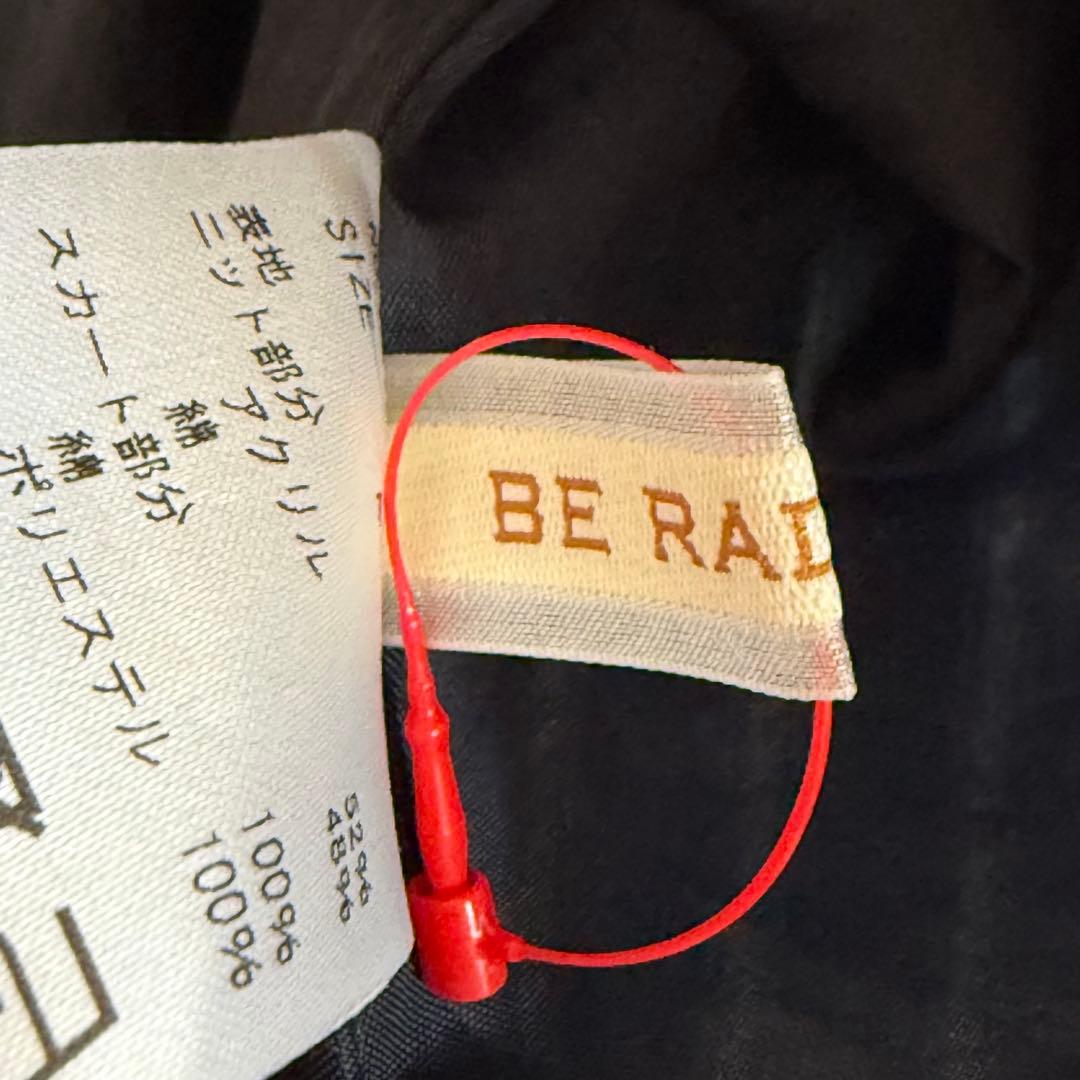 SIZE
表地
ニット部分
アクリル 52%
綿 48%
スカート部分
綿 100%
ポリエステル 100%
BE RAD